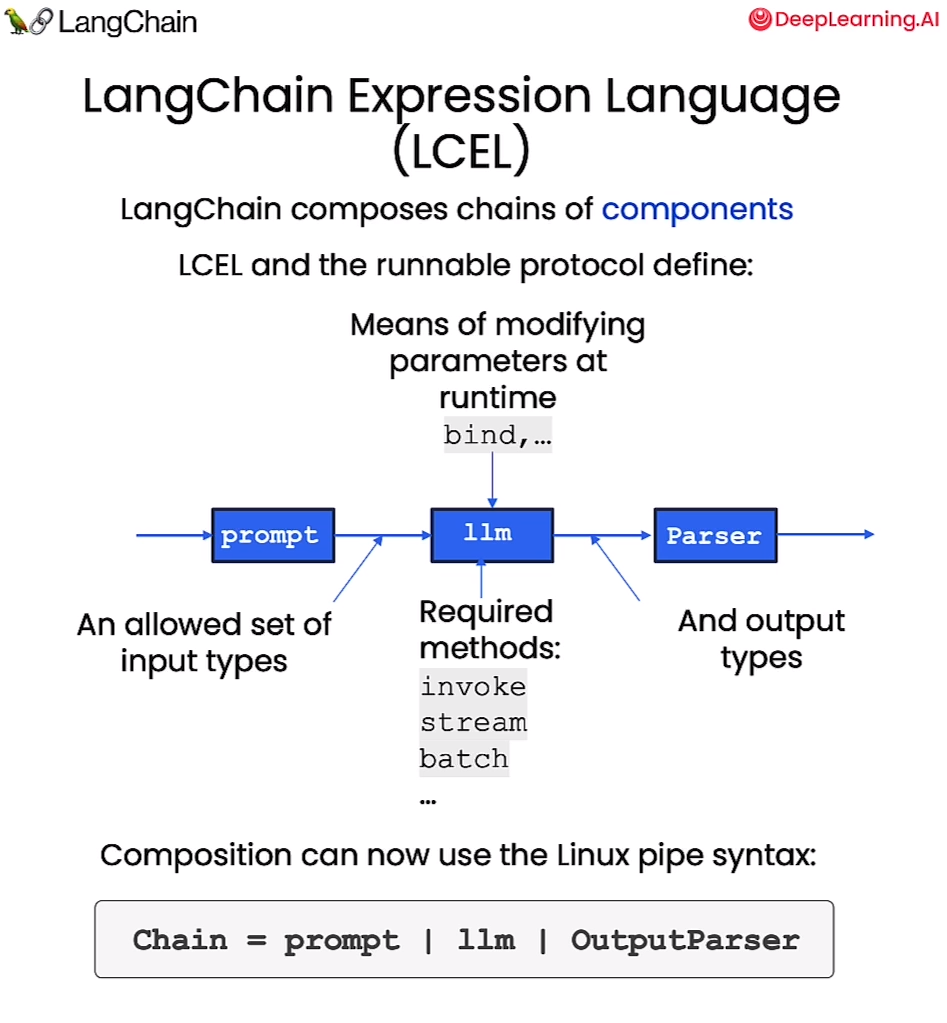 LangChain
DeepLearning.AI
LangChain Expression Language
(LCEL)
LangChain composes chains of components
LCEL and the runnable protocol define:
Means of modifying
parameters at
runtime
bind,…
prompt
llm
Parser
An allowed set of
input types
Required
methods:
invoke
stream
batch
…
And output
types
Composition can now use the Linux pipe syntax:
Chain = prompt | llm | OutputParser